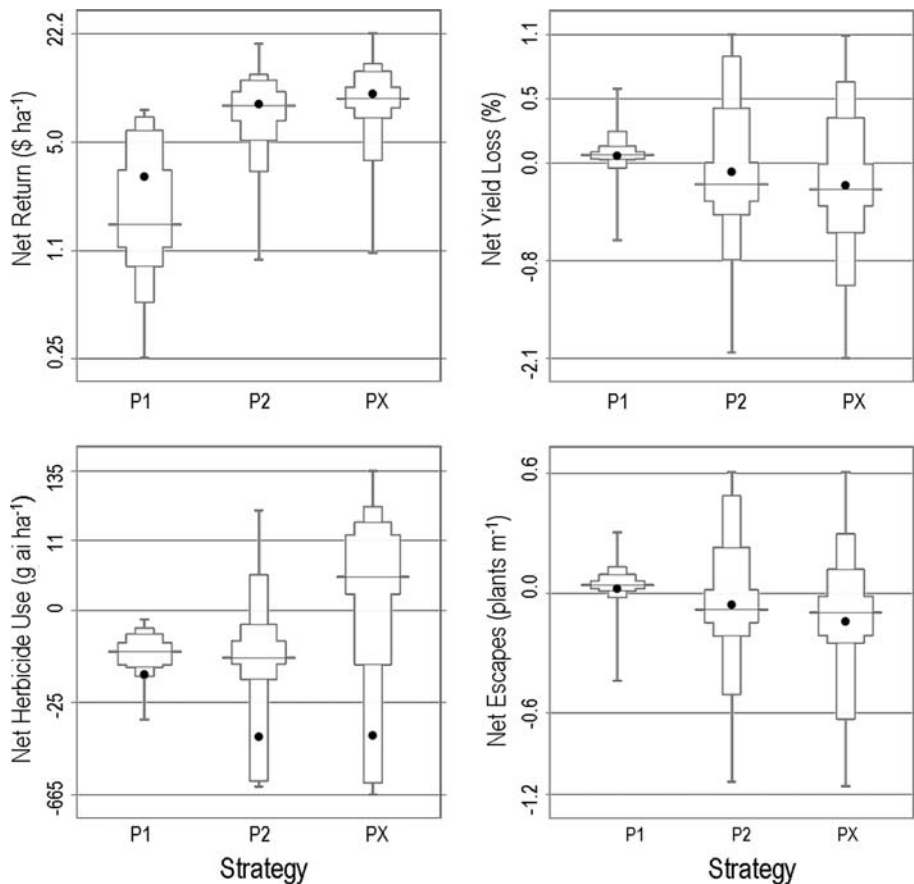 Net Return ($ ha⁻¹)
22.2
5.0
1.1
0.25
P1 P2 PX
Net Yield Loss (%)
1.1
0.5
0.0
-0.8
-2.1
P1 P2 PX
Net Herbicide Use (g ai ha⁻¹)
135
11
0
-25
-665
P1 P2 PX
Strategy
Net Escapes (plants m⁻¹)
0.6
0.0
-0.6
-1.2
P1 P2 PX
Strategy